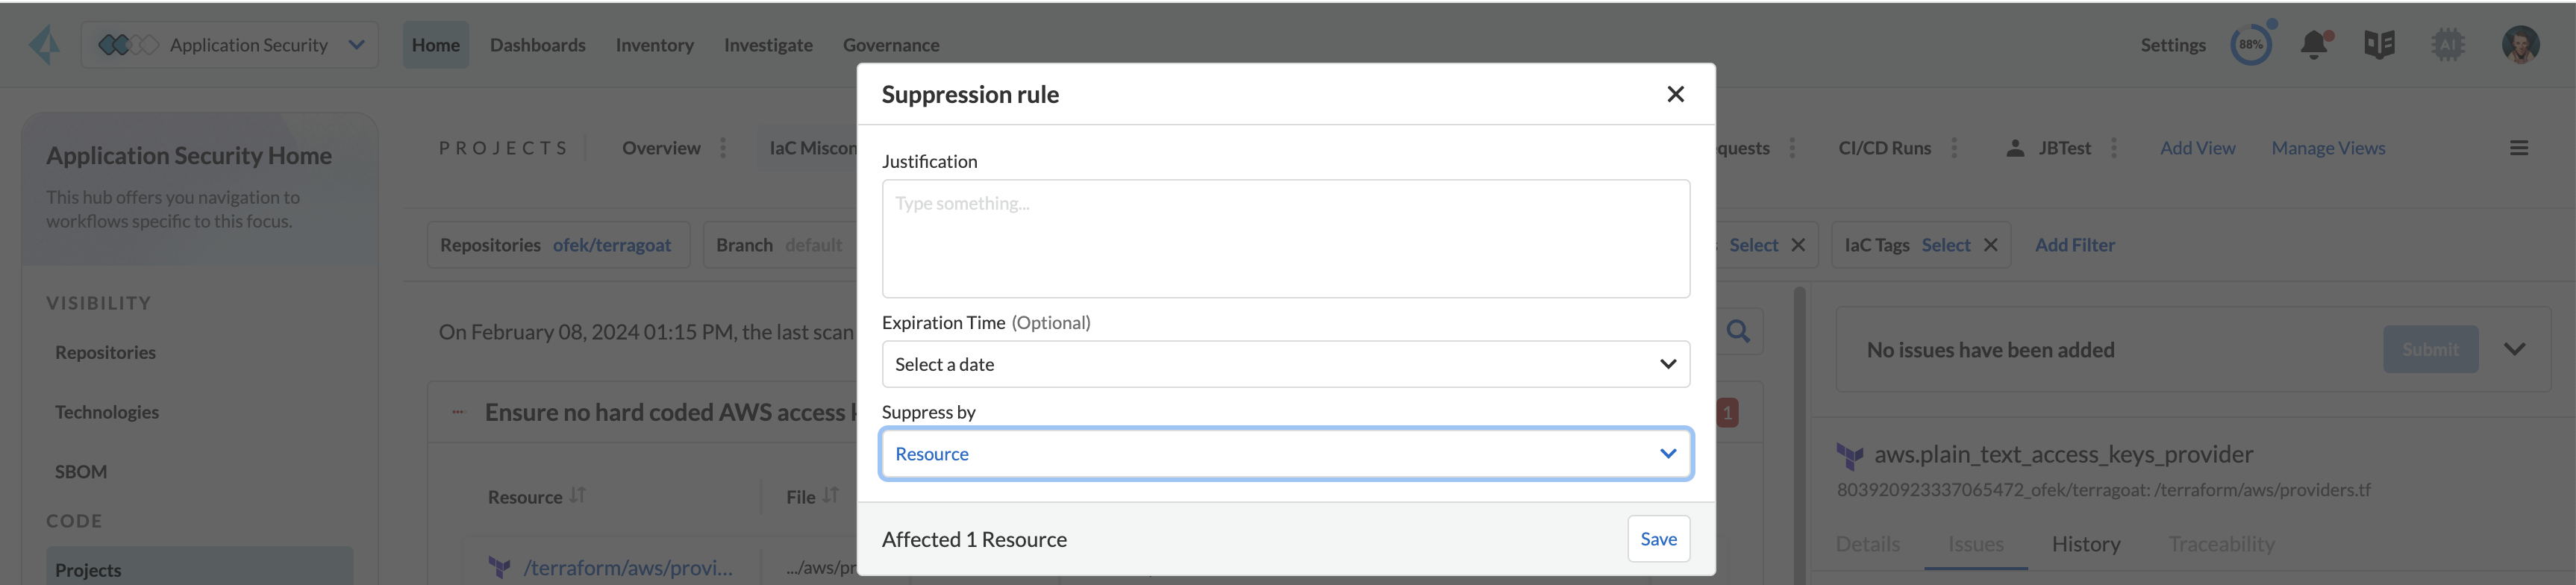 Application Security
Home
Dashboards
Inventory
Investigate
Governance
Settings
88%
AI
Application Security Home
This hub offers you navigation to
workflows specific to this focus.
VISIBILITY
Repositories
Technologies
SBOM
CODE
Projects
PROJECTS
Overview
IaC Miscon
quests
CI/CD Runs
JBTest
Add View
Manage Views
Repositories ofek/terragoat
Branch default
Select
IaC Tags Select
Add Filter
On February 08, 2024 01:15 PM, the last scan
Ensure no hard coded AWS access k
1
Resource
File
/terraform/aws/provi...
.../aws/pr
Suppression rule
Justification
Type something...
Expiration Time (Optional)
Select a date
Suppress by
Resource
Affected 1 Resource
Save
No issues have been added
Submit
aws.plain_text_access_keys_provider
803920923337065472_ofek/terragoat: /terraform/aws/providers.tf
Details
Issues
History
Traceability